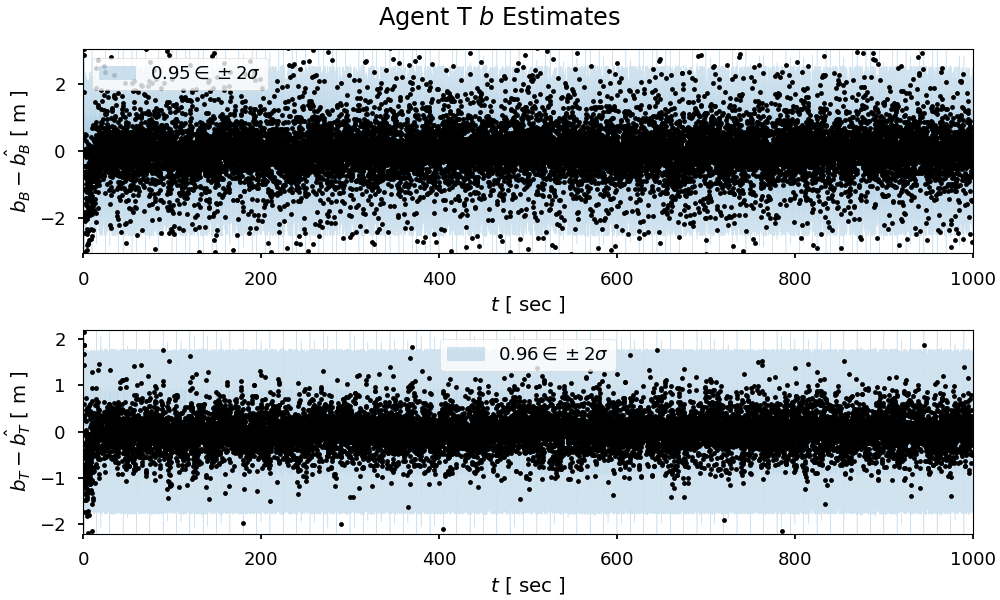 Agent T b Estimates
0.95 ∈ ±2σ
b_B − b̂_B [ m ]
2
0
−2
0 200 400 600 800 1000
t [ sec ]
0.96 ∈ ±2σ
b_T − b̂_T [ m ]
2
1
0
−1
−2
0 200 400 600 800 1000
t [ sec ]